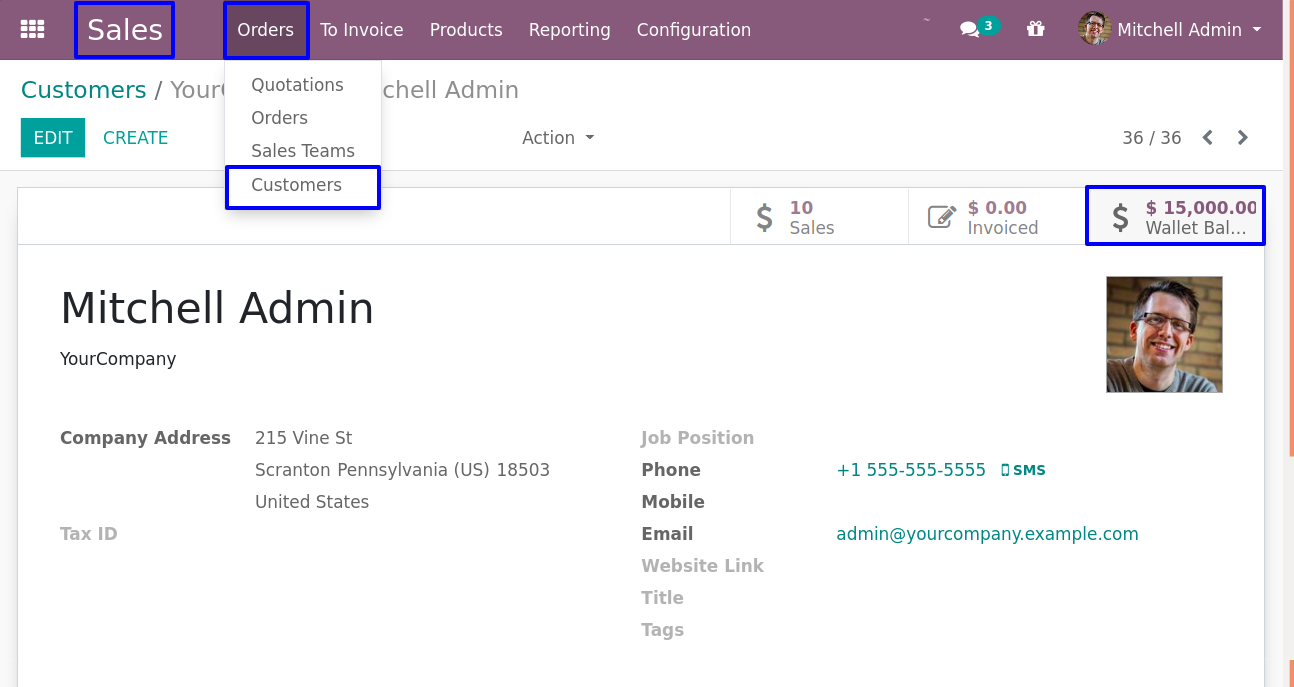 Sales Orders To Invoice Products Reporting Configuration 3 Mitchell Admin
Customers / Your chell Admin
Quotations
Orders
Sales Teams
Customers
EDIT CREATE Action 36 / 36
$ 10 Sales
$ 0.00 Invoiced
$ $ 15,000.00 Wallet Bal...
Mitchell Admin
YourCompany
Company Address 215 Vine St
Scranton Pennsylvania (US) 18503
United States
Tax ID
Job Position
Phone +1 555-555-5555 SMS
Mobile
Email admin@yourcompany.example.com
Website Link
Title
Tags